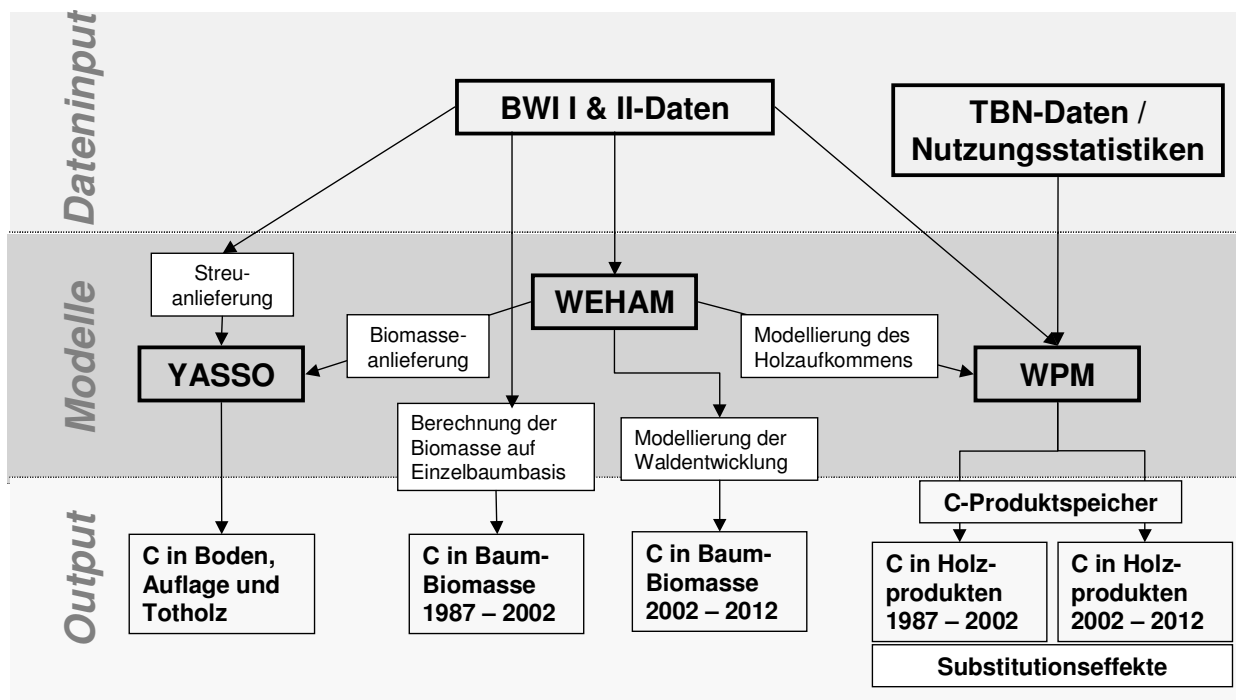 Dateninput
BWI I & II-Daten
TBN-Daten /
Nutzungsstatistiken
Modelle
Streu-
anlieferung
WEHAM
Biomasse-
anlieferung
Modellierung des
Holzaufkommens
YASSO
WPM
Berechnung der
Biomasse auf
Einzelbaumbasis
Modellierung der
Waldentwicklung
Output
C-Produktspeicher
C in Boden,
Auflage und
Totholz
C in Baum-
Biomasse
1987 – 2002
C in Baum-
Biomasse
2002 – 2012
C in Holz-
produkten
1987 – 2002
C in Holz-
produkten
2002 – 2012
Substitutionseffekte